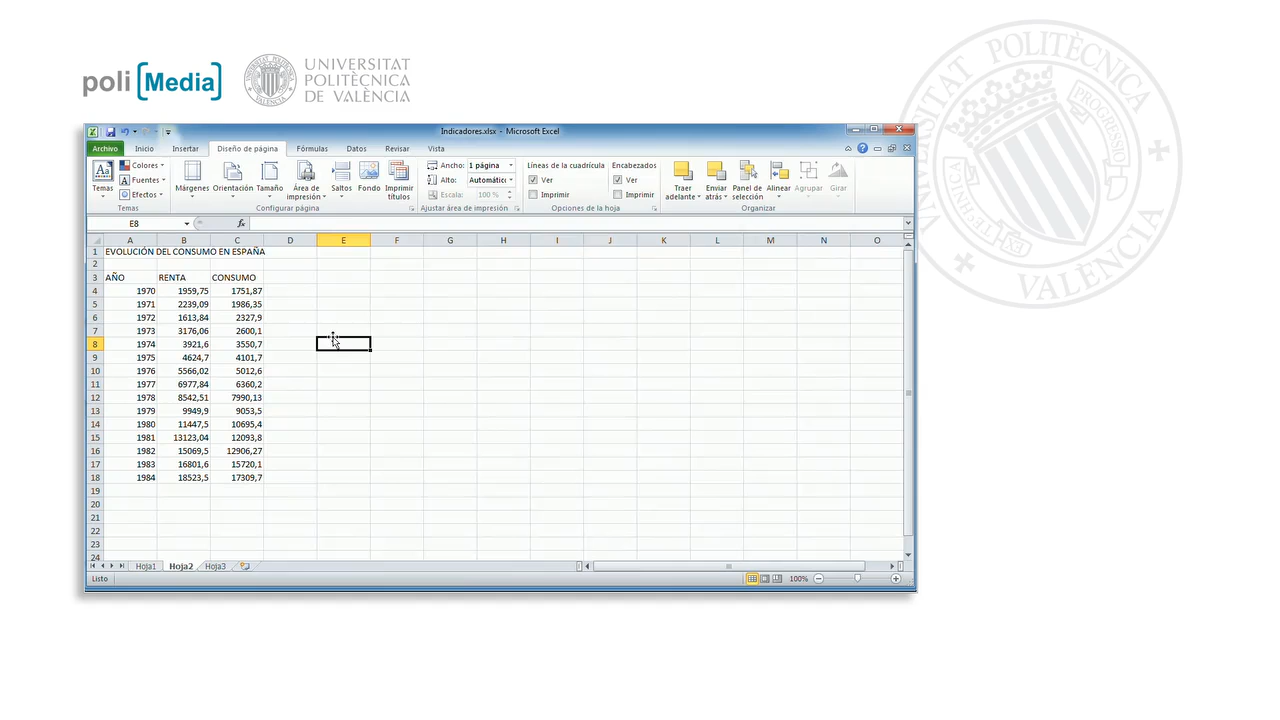 poli [Media]
UNIVERSITAT
POLITÈCNICA
DE VALÈNCIA
UNIVERSITAT POLITÈCNICA
DE VALÈNCIA
PROGRESSIO
Indicadores.xlsx - Microsoft Excel
Archivo Inicio Insertar Diseño de página Fórmulas Datos Revisar Vista
Temas Colores Fuentes Efectos
Márgenes Orientación Tamaño Área de impresión Saltos Fondo Imprimir títulos
Ancho: 1 página
Alto: Automátic
Escala: 100 %
Líneas de la cuadrícula Encabezados
Ver Ver
Imprimir Imprimir
Traer adelante Enviar atrás Panel de selección Alinear Agrupar Girar
Temas Configurar página Ajustar área de impresión Opciones de la hoja Organizar
E8 fx
A B C D E F G H I J K L M N O
1 EVOLUCIÓN DEL CONSUMO EN ESPAÑA
2
3 AÑO RENTA CONSUMO
4 1970 1959,75 1751,87
5 1971 2239,09 1986,35
6 1972 1613,84 2327,9
7 1973 3176,06 2600,1
8 1974 3921,6 3550,7
9 1975 4624,7 4101,7
10 1976 5566,02 5012,6
11 1977 6977,84 6360,2
12 1978 8542,51 7990,13
13 1979 9949,9 9053,5
14 1980 11447,5 10695,4
15 1981 13123,04 12093,8
16 1982 15069,5 12906,27
17 1983 16801,6 15720,1
18 1984 18523,5 17309,7
19
20
21
22
23
24
Hoja1 Hoja2 Hoja3
Listo 100%